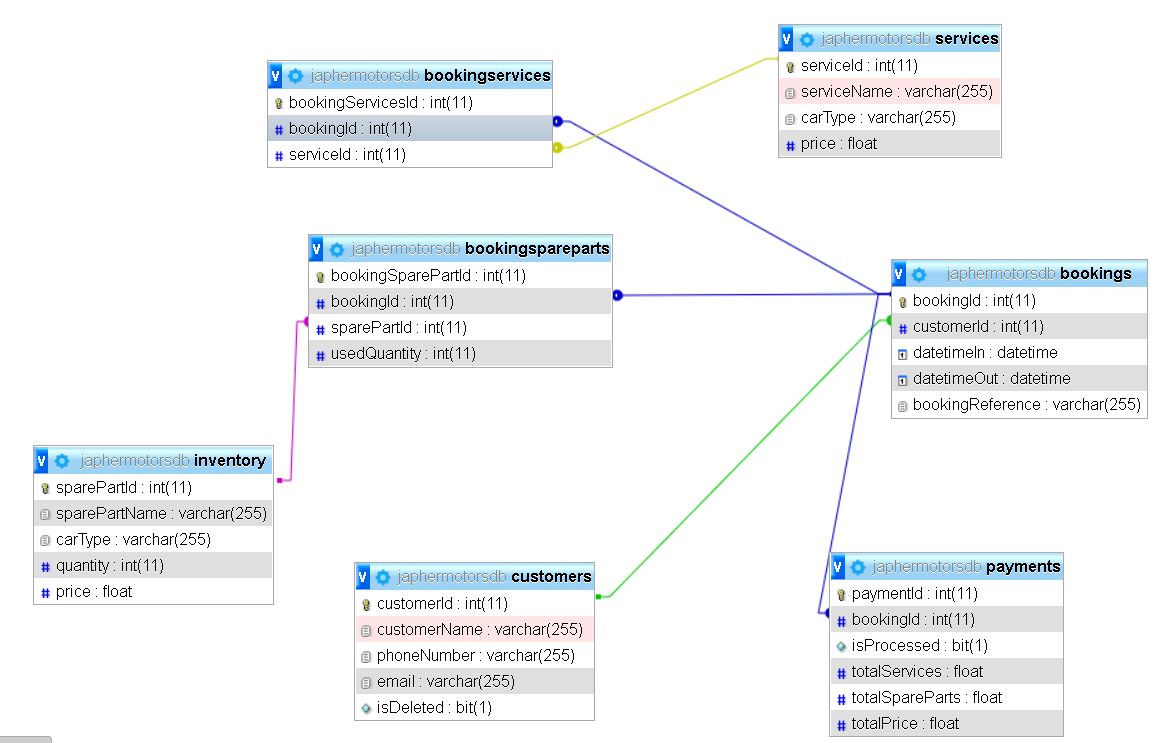 japhermotorsdb services
serviceId : int(11)
serviceName : varchar(255)
carType : varchar(255)
price : float
japhermotorsdb bookingservices
bookingServicesId : int(11)
bookingId : int(11)
serviceId : int(11)
japhermotorsdb bookingspareparts
bookingSparePartId : int(11)
bookingId : int(11)
sparePartId : int(11)
usedQuantity : int(11)
japhermotorsdb bookings
bookingId : int(11)
customerId : int(11)
datetimeIn : datetime
datetimeOut : datetime
bookingReference : varchar(255)
japhermotorsdb inventory
sparePartId : int(11)
sparePartName : varchar(255)
carType : varchar(255)
quantity : int(11)
price : float
japhermotorsdb customers
customerId : int(11)
customerName : varchar(255)
phoneNumber : varchar(255)
email : varchar(255)
isDeleted : bit(1)
japhermotorsdb payments
paymentId : int(11)
bookingId : int(11)
isProcessed : bit(1)
totalServices : float
totalSpareParts : float
totalPrice : float